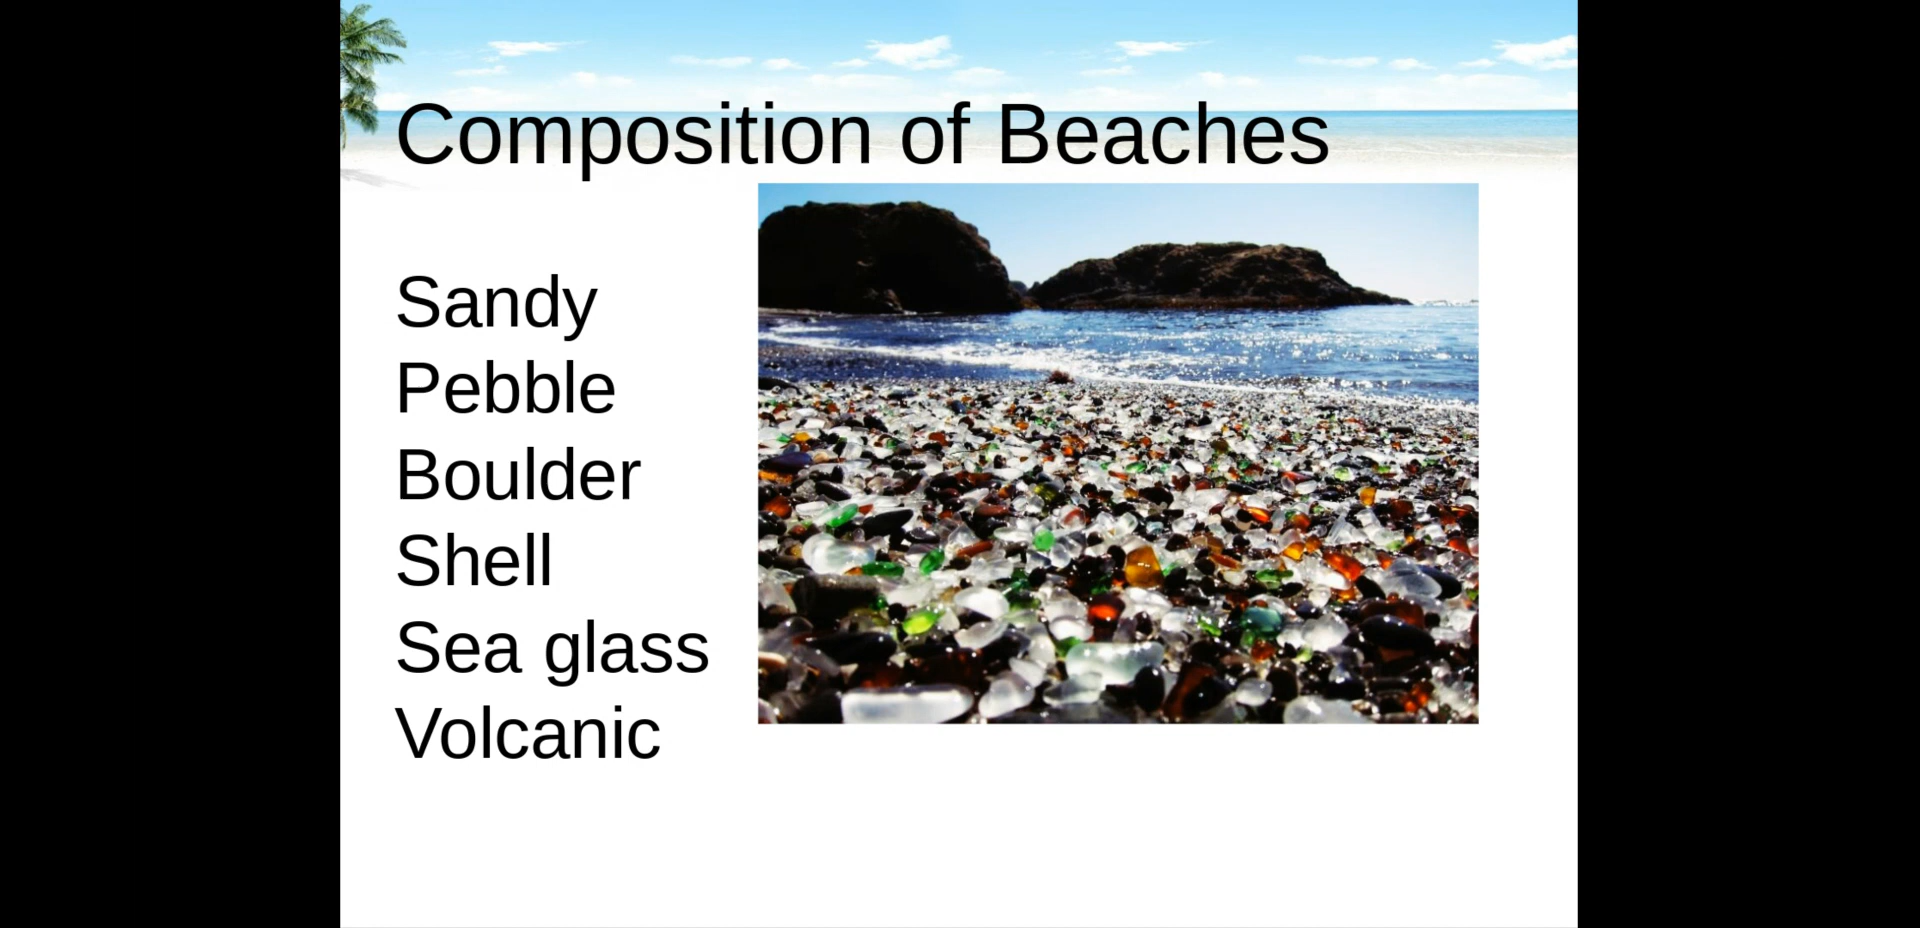 Composition of Beaches
Sandy
Pebble
Boulder
Shell
Sea glass
Volcanic